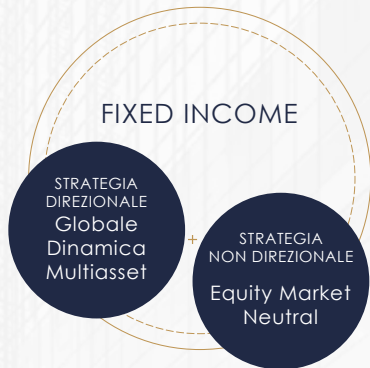 FIXED INCOME
STRATEGIA
DIREZIONALE
Globale
Dinamica
Multiasset
+
STRATEGIA
NON DIREZIONALE
Equity Market
Neutral